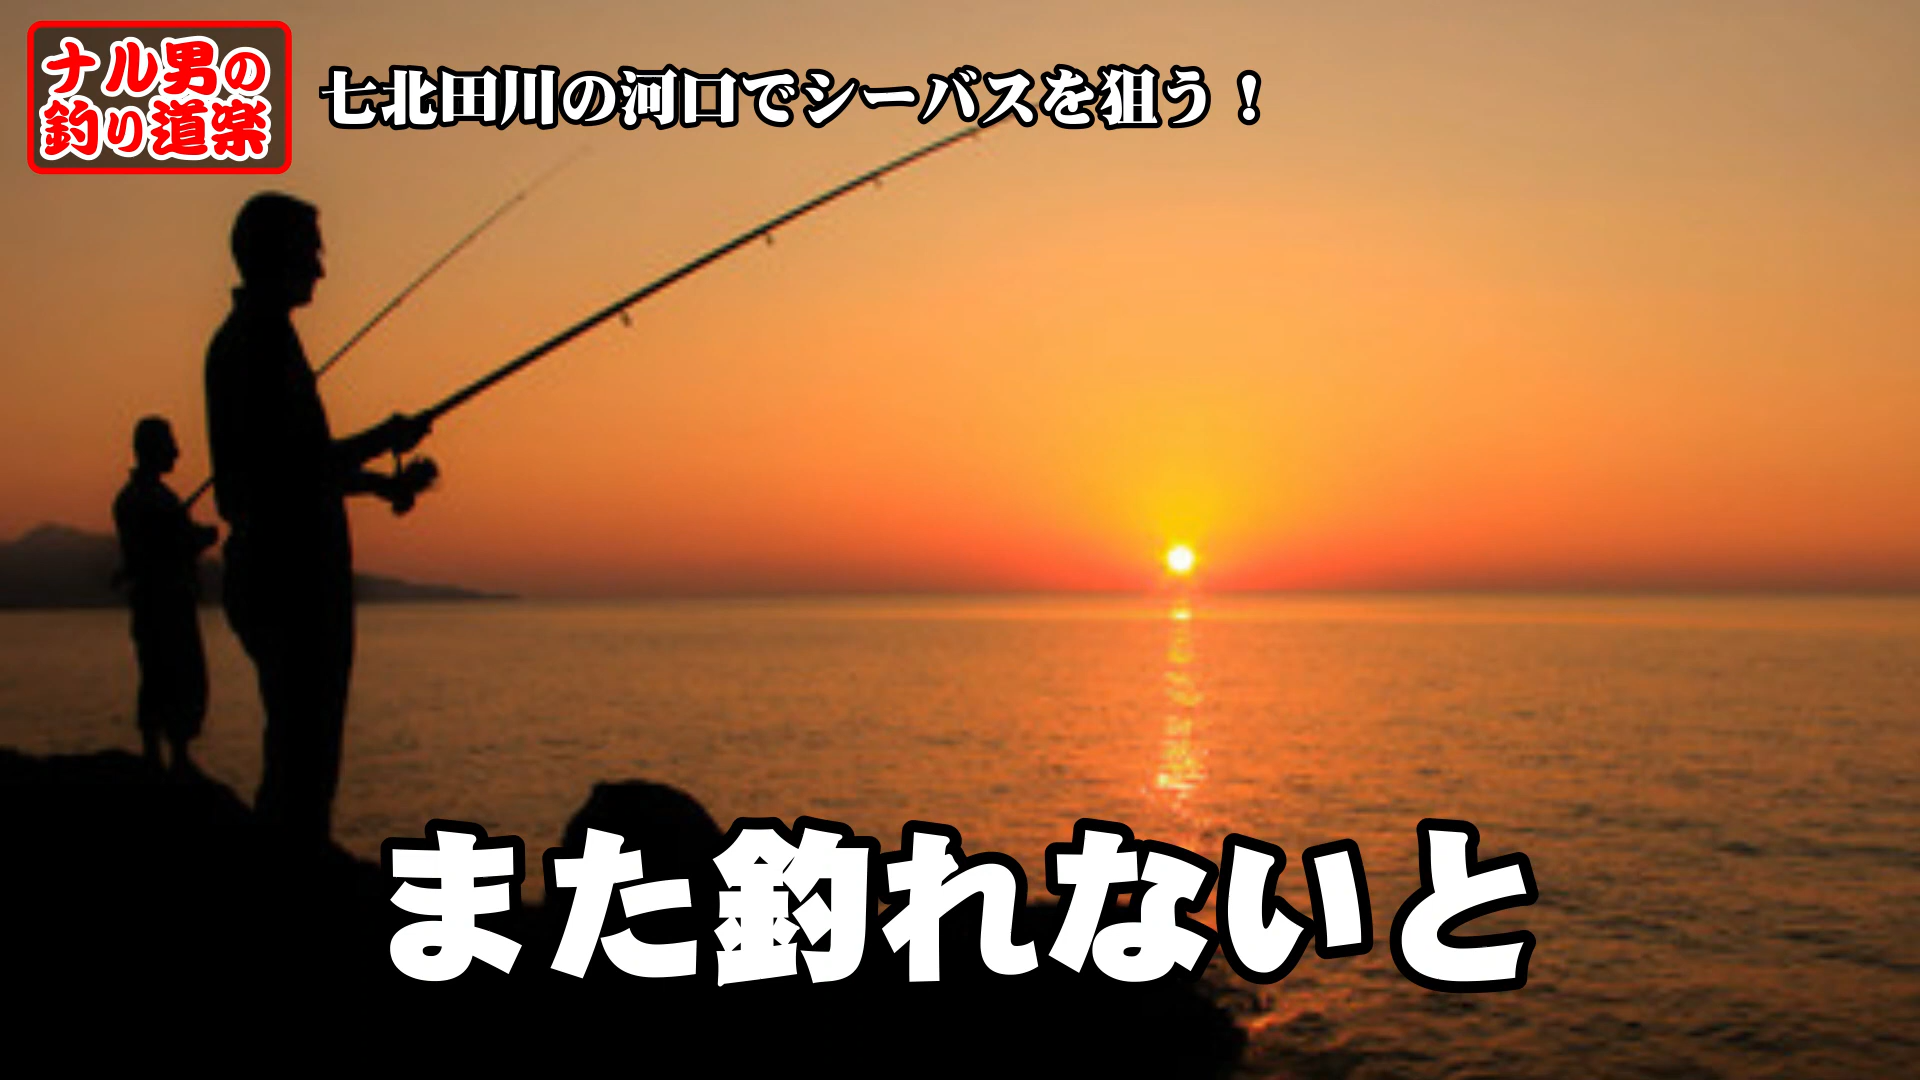 ナル男の
釣り道楽
七北田川の河口でシーバスを狙う！
また釣れないと